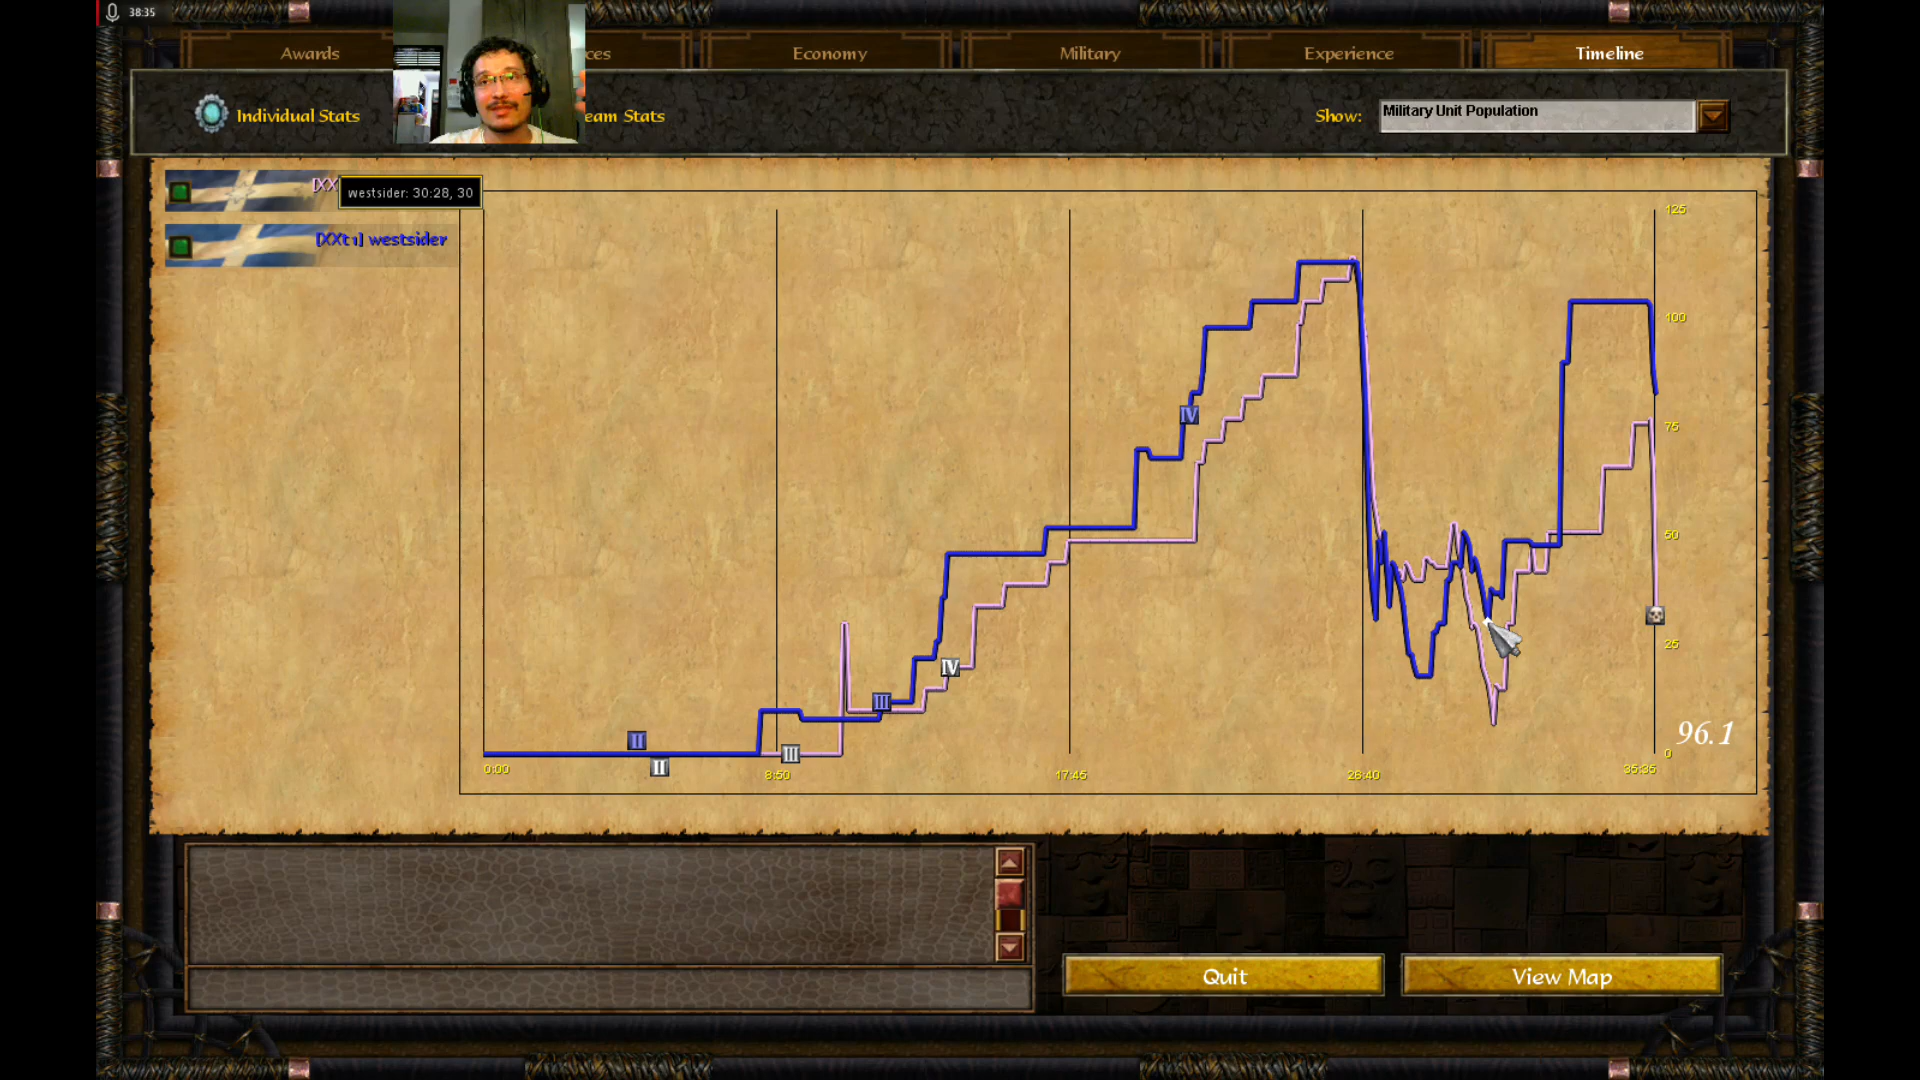 38:35
Awards
ces
Economy
Military
Experience
Timeline
Individual Stats
eam Stats
Show:
Military Unit Population
[XX
westsider: 30:28, 30
[XXt1] westsider
125
100
75
50
25
0
IV
III
IV
II
II
III
96.1
0:00
8:50
17:45
26:40
35:35
Quit
View Map